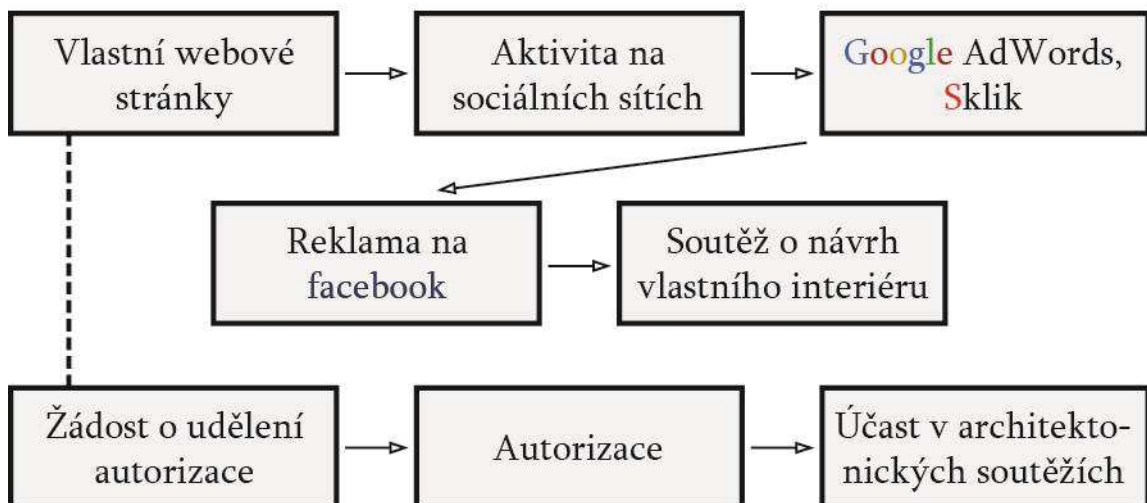 Vlastní webové
stránky
Aktivita na
sociálních sítích
Google AdWords,
Sklik
Reklama na
facebook
Soutěž o návrh
vlastního interiéru
Žádost o udělení
autorizace
Autorizace
Účast v architekto-
nických soutěžích